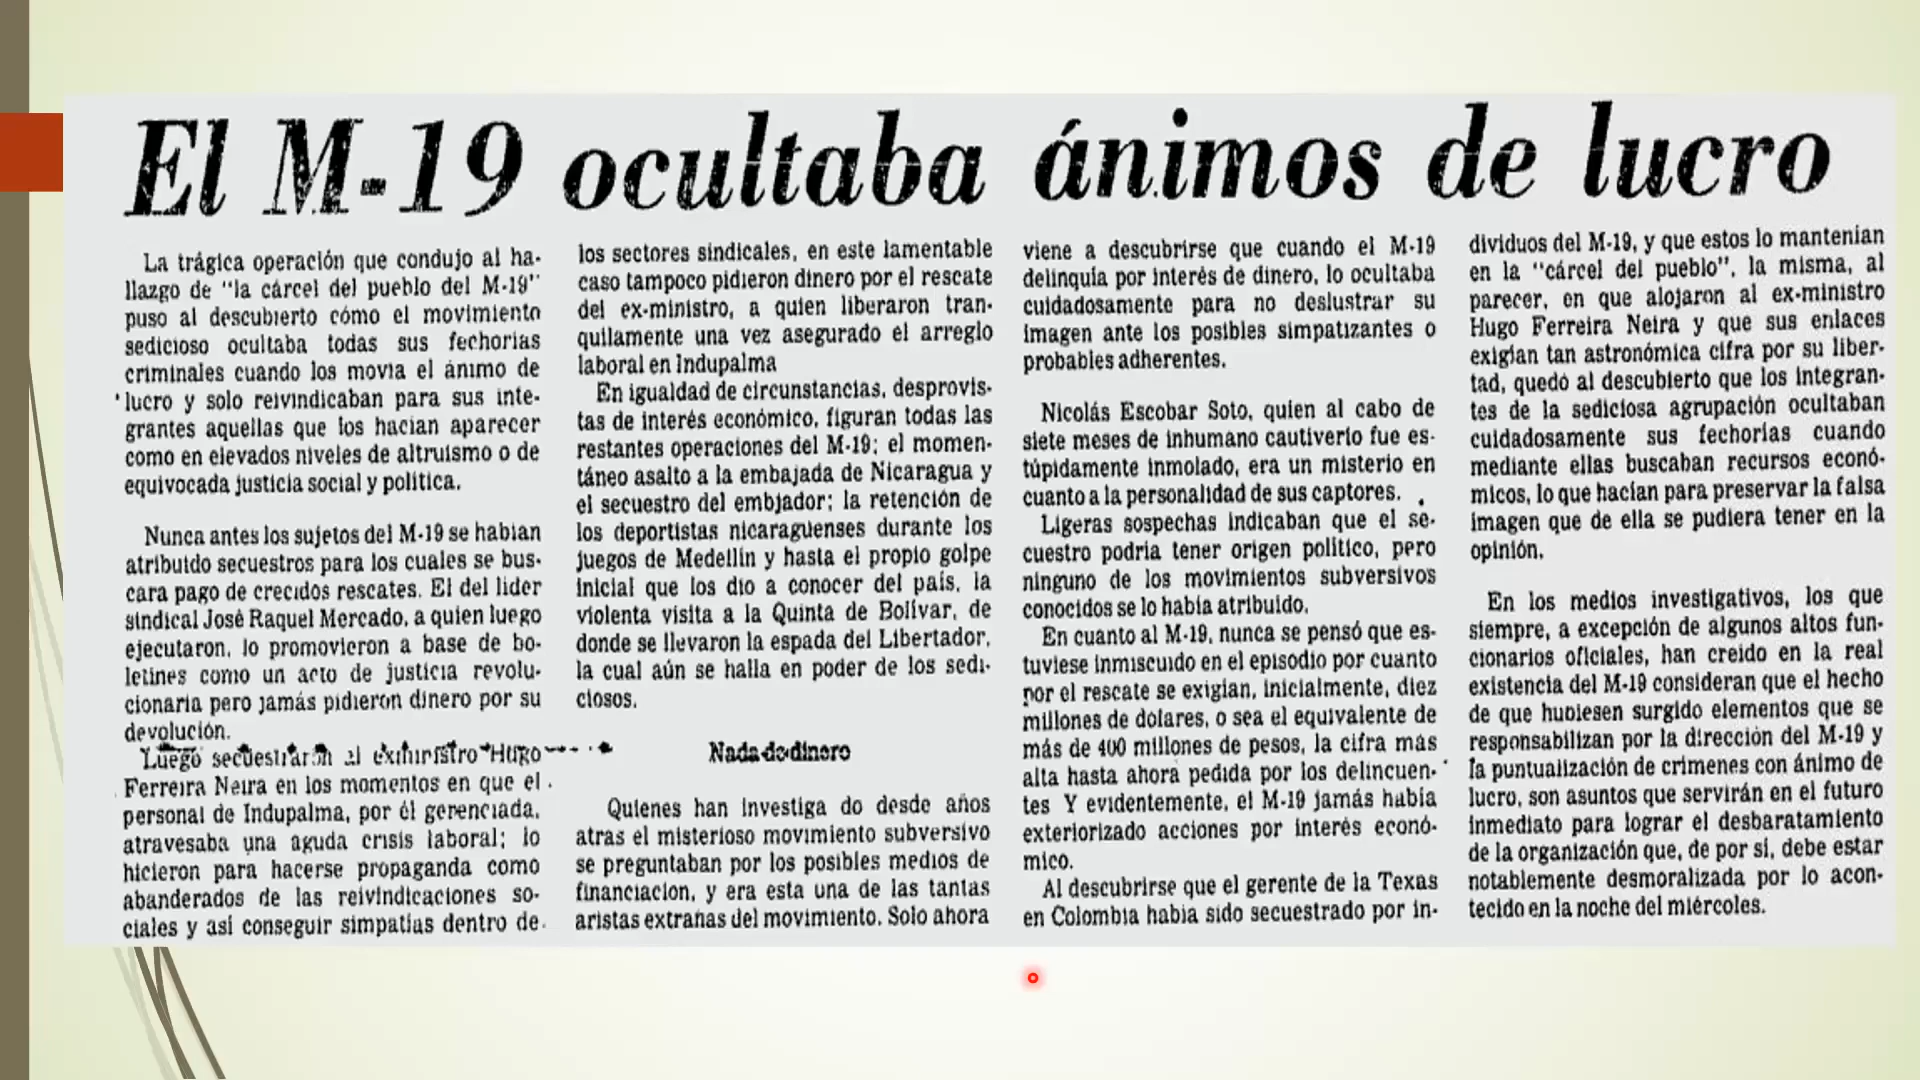 El M-19 ocultaba ánimos de lucro
La trágica operación que condujo al ha-
llazgo de "la cárcel del pueblo del M-19"
puso al descubierto cómo el movimiento
sedicioso ocultaba todas sus fechorías
criminales cuando los movía el ánimo de
lucro y solo reivindicaban para sus inte-
grantes aquellas que los hacían aparecer
como en elevados niveles de altruismo o de
equivocada justicia social y política.
Nunca antes los sujetos del M-19 se habían
atribuido secuestros para los cuales se bus-
cara pago de crecidos rescates. El del líder
sindical José Raquel Mercado, a quien luego
ejecutaron, lo promovieron a base de bo-
letines como un acto de justicia revolu-
cionaria pero jamás pidieron dinero por su
devolución.
Luego secuestraron al exministro Hugo
Ferreira Neira en los momentos en que el
personal de Indupalma, por él gerenciada,
atravesaba una aguda crisis laboral; lo
hicieron para hacerse propaganda como
abanderados de las reivindicaciones so-
ciales y así conseguir simpatías dentro de
los sectores sindicales, en este lamentable
caso tampoco pidieron dinero por el rescate
del ex-ministro, a quien liberaron tran-
quilamente una vez asegurado el arreglo
laboral en Indupalma
En igualdad de circunstancias, desprovis-
tas de interés económico, figuran todas las
restantes operaciones del M-19; el momen-
táneo asalto a la embajada de Nicaragua y
el secuestro del embjador; la retención de
los deportistas nicaragüenses durante los
juegos de Medellín y hasta el propio golpe
inicial que los dio a conocer del país, la
violenta visita a la Quinta de Bolívar, de
donde se llevaron la espada del Libertador,
la cual aún se halla en poder de los sedi-
ciosos.
Nada de dinero
Quienes han investiga do desde años
atras el misterioso movimiento subversivo
se preguntaban por los posibles medios de
financiacion, y era esta una de las tantas
aristas extrañas del movimiento. Solo ahora
viene a descubrirse que cuando el M-19
delinquía por interés de dinero, lo ocultaba
cuidadosamente para no deslustrar su
imagen ante los posibles simpatizantes o
probables adherentes.
Nicolás Escobar Soto, quien al cabo de
siete meses de inhumano cautiverio fue es-
túpidamente inmolado, era un misterio en
cuanto a la personalidad de sus captores.
Ligeras sospechas indicaban que el se-
cuestro podría tener origen político, pero
ninguno de los movimientos subversivos
conocidos se lo había atribuido.
En cuanto al M-19, nunca se pensó que es-
tuviese inmiscuido en el episodio por cuanto
por el rescate se exigían, inicialmente, diez
millones de dolares, o sea el equivalente de
más de 400 millones de pesos, la cifra más
alta hasta ahora pedida por los delincuen-
tes Y evidentemente, el M-19 jamás había
exteriorizado acciones por interés econó-
mico.
Al descubrirse que el gerente de la Texas
en Colombia había sido secuestrado por in-
dividuos del M-19, y que estos lo mantenían
en la "cárcel del pueblo", la misma, al
parecer, en que alojaron al ex-ministro
Hugo Ferreira Neira y que sus enlaces
exigían tan astronómica cifra por su liber-
tad, quedó al descubierto que los integran-
tes de la sediciosa agrupación ocultaban
cuidadosamente sus fechorías cuando
mediante ellas buscaban recursos econó-
micos, lo que hacían para preservar la falsa
imagen que de ella se pudiera tener en la
opinión.
En los medios investigativos, los que
siempre, a excepción de algunos altos fun-
cionarios oficiales, han creído en la real
existencia del M-19 consideran que el hecho
de que hubiesen surgido elementos que se
responsabilizan por la dirección del M-19 y
la puntualización de crímenes con ánimo de
lucro, son asuntos que servirán en el futuro
inmediato para lograr el desbaratamiento
de la organización que, de por sí, debe estar
notablemente desmoralizada por lo acon-
tecido en la noche del miércoles.